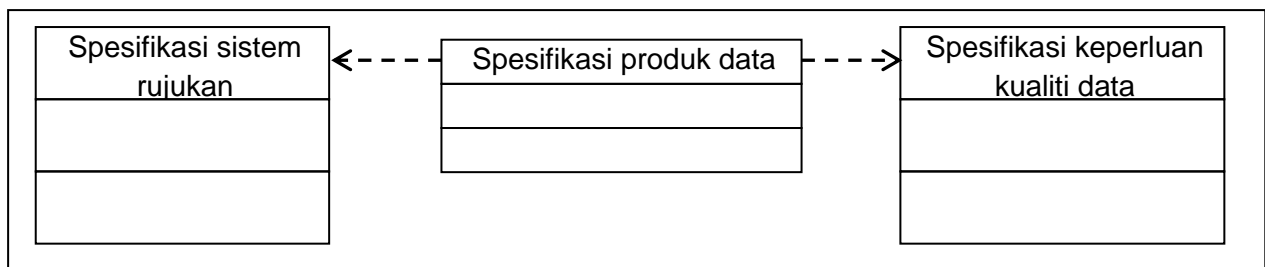 Spesifikasi sistem
rujukan
Spesifikasi produk data
Spesifikasi keperluan
kualiti data